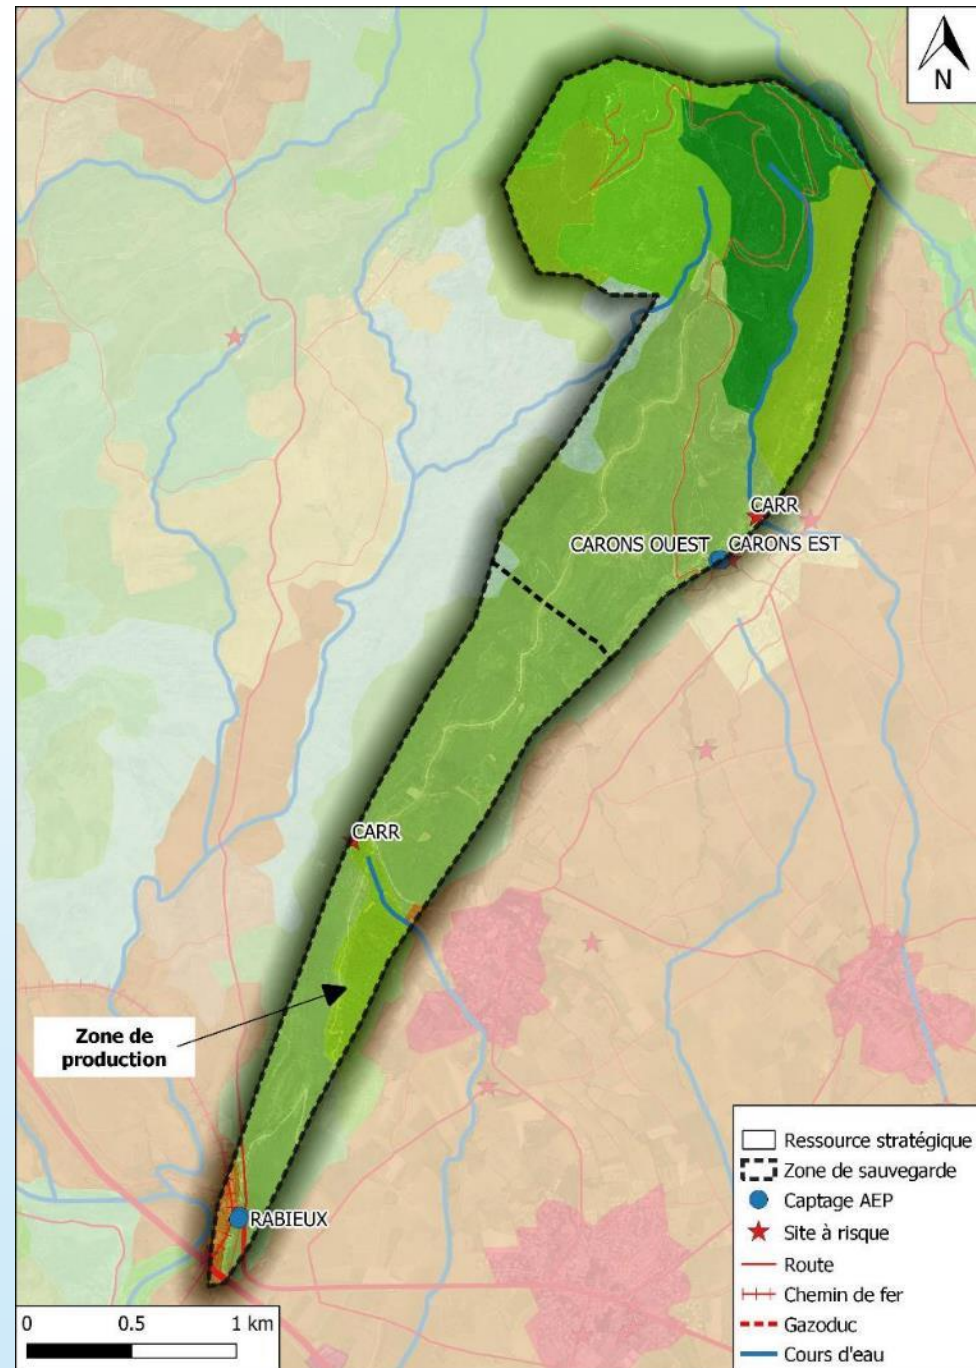 N
CARR
CARONS OUEST
CARONS EST
CARR
Zone de
production
RABIEUX
Ressource stratégique
Zone de sauvegarde
Captage AEP
Site à risque
Route
Chemin de fer
Gazoduc
Cours d'eau
0 0.5 1 km